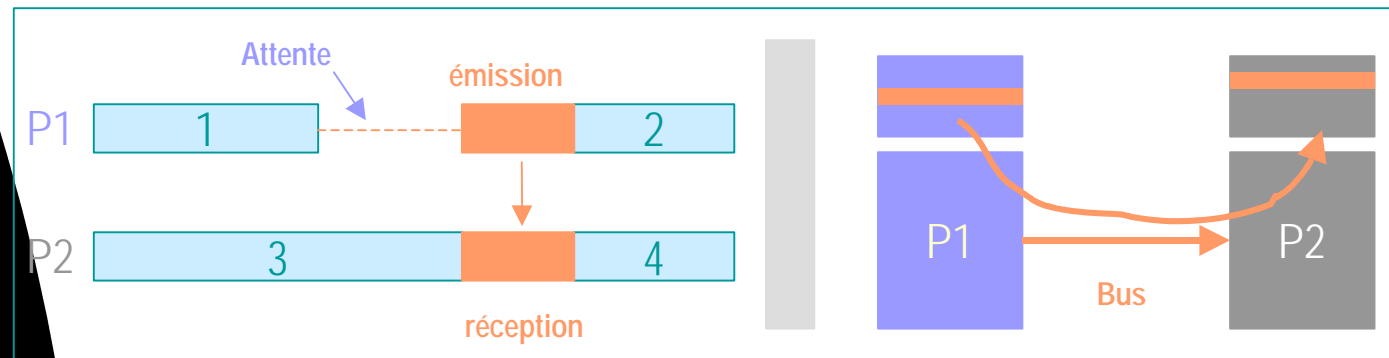 Attente
émission
P1
1
2
P2
3
4
réception
P1
P2
Bus